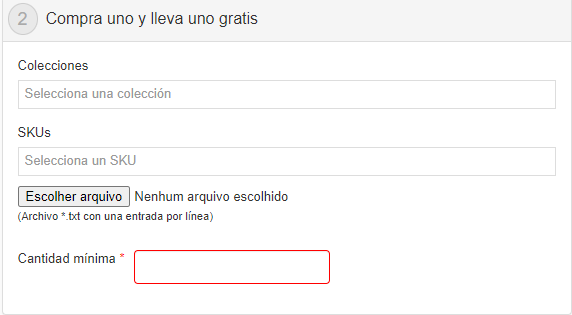 2 Compra uno y lleva uno gratis
Colecciones
Selecciona una colección
SKUs
Selecciona un SKU
Escolher arquivo Nenhum arquivo escolhido
(Archivo *.txt con una entrada por línea)
Cantidad mínima *